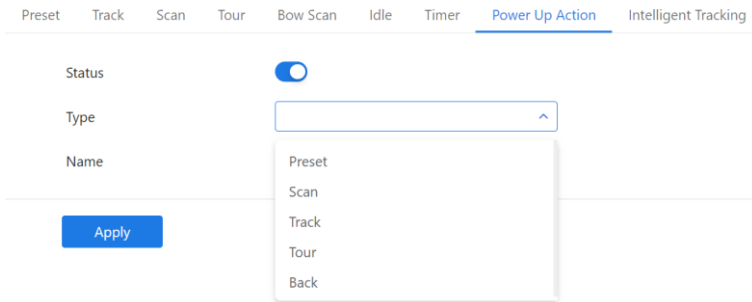 Preset Track Scan Tour Bow Scan Idle Timer Power Up Action Intelligent Tracking
Status
Type
Name
Preset
Scan
Track
Tour
Back
Apply